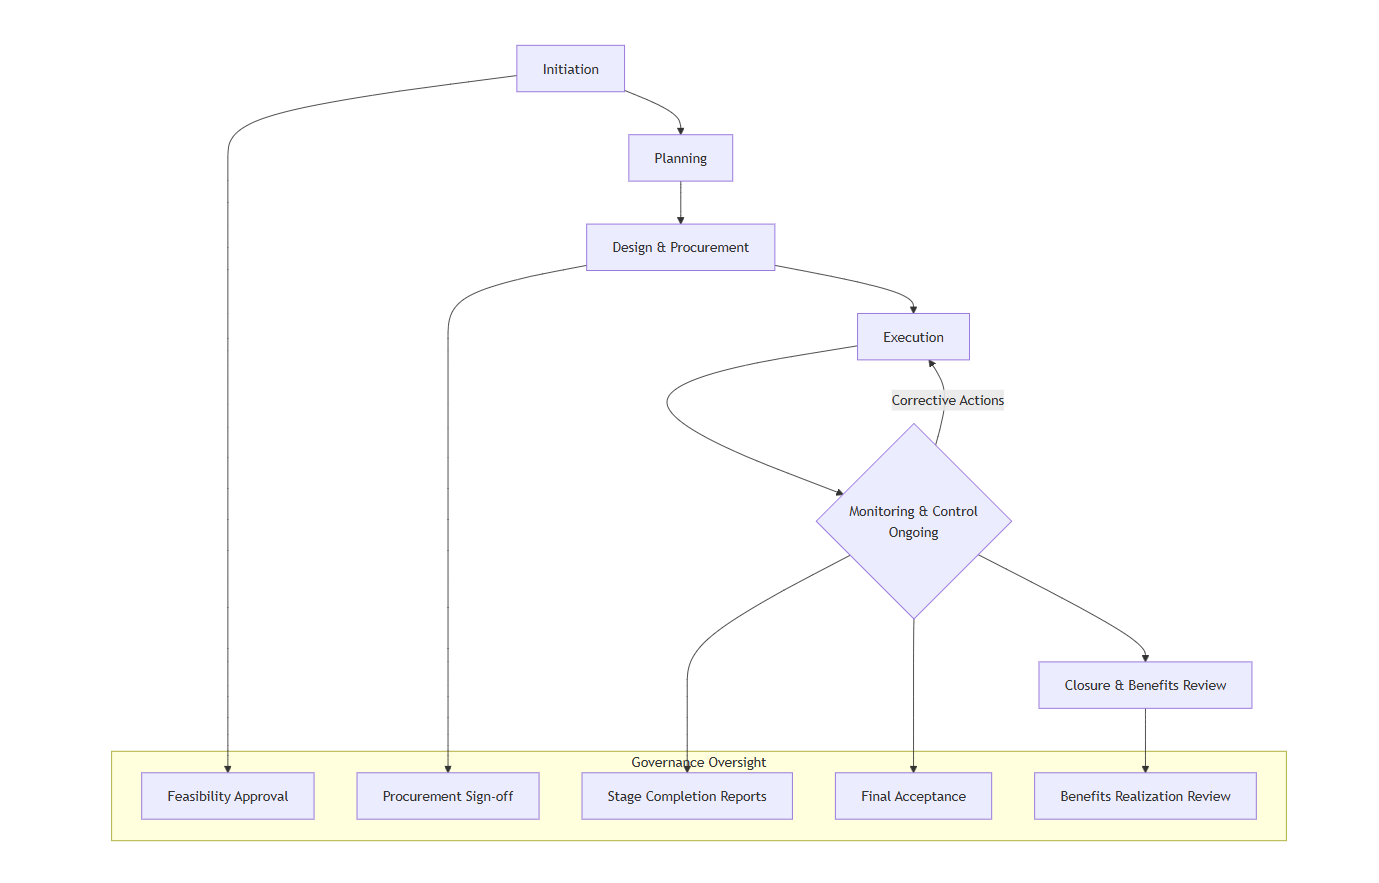 Initiation
Planning
Design & Procurement
Execution
Corrective Actions
Monitoring & Control
Ongoing
Closure & Benefits Review
Governance Oversight
Feasibility Approval
Procurement Sign-off
Stage Completion Reports
Final Acceptance
Benefits Realization Review